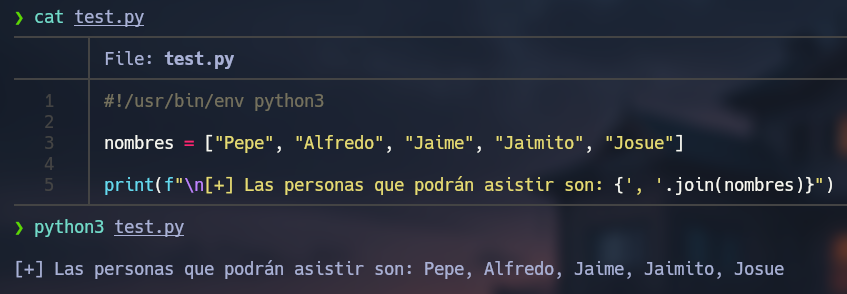 ❯ cat test.py
File: test.py
1 #!/usr/bin/env python3
2
3 nombres = ["Pepe", "Alfredo", "Jaime", "Jaimito", "Josue"]
4
5 print(f"\n[+] Las personas que podrán asistir son: {', '.join(nombres)}")
❯ python3 test.py
[+] Las personas que podrán asistir son: Pepe, Alfredo, Jaime, Jaimito, Josue